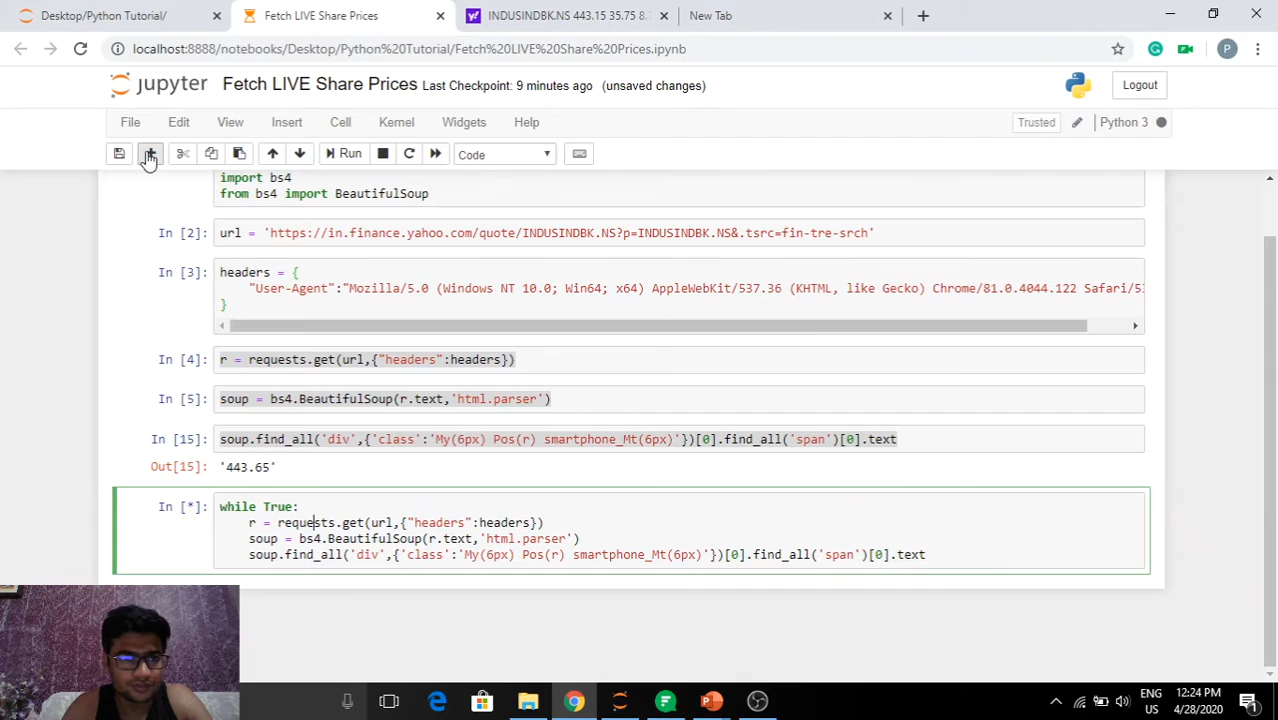 Desktop/Python Tutorial/
Fetch LIVE Share Prices
INDUSINDBK.NS 443.15 35.75 8.
New Tab
localhost:8888/notebooks/Desktop/Python%20Tutorial/Fetch%20LIVE%20Share%20Prices.ipynb
P
jupyter Fetch LIVE Share Prices Last Checkpoint: 9 minutes ago (unsaved changes)
Logout
File Edit View Insert Cell Kernel Widgets Help
Trusted
Python 3
Run
Code
import bs4
from bs4 import BeautifulSoup
In [2]: url = 'https://in.finance.yahoo.com/quote/INDUSINDBK.NS?p=INDUSINDBK.NS&.tsrc=fin-tre-srch'
In [3]: headers = {
"User-Agent":"Mozilla/5.0 (Windows NT 10.0; Win64; x64) AppleWebKit/537.36 (KHTML, like Gecko) Chrome/81.0.4044.122 Safari/53
}
In [4]: r = requests.get(url,{"headers":headers})
In [5]: soup = bs4.BeautifulSoup(r.text,'html.parser')
In [15]: soup.find_all('div',{'class':'My(6px) Pos(r) smartphone_Mt(6px)'})[0].find_all('span')[0].text
Out[15]: '443.65'
In [*]: while True:
r = requests.get(url,{"headers":headers})
soup = bs4.BeautifulSoup(r.text,'html.parser')
soup.find_all('div',{'class':'My(6px) Pos(r) smartphone_Mt(6px)'})[0].find_all('span')[0].text
ENG
US
12:24 PM
4/28/2020
1